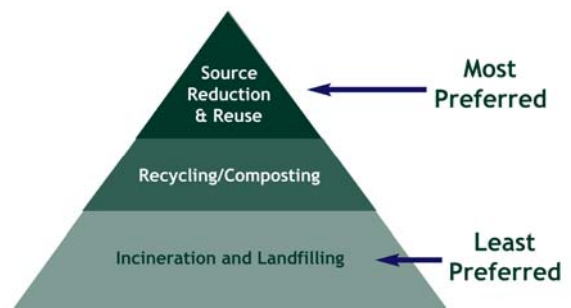 Source
Reduction
& Reuse
Most
Preferred
Recycling/Composting
Incineration and Landfilling
Least
Preferred